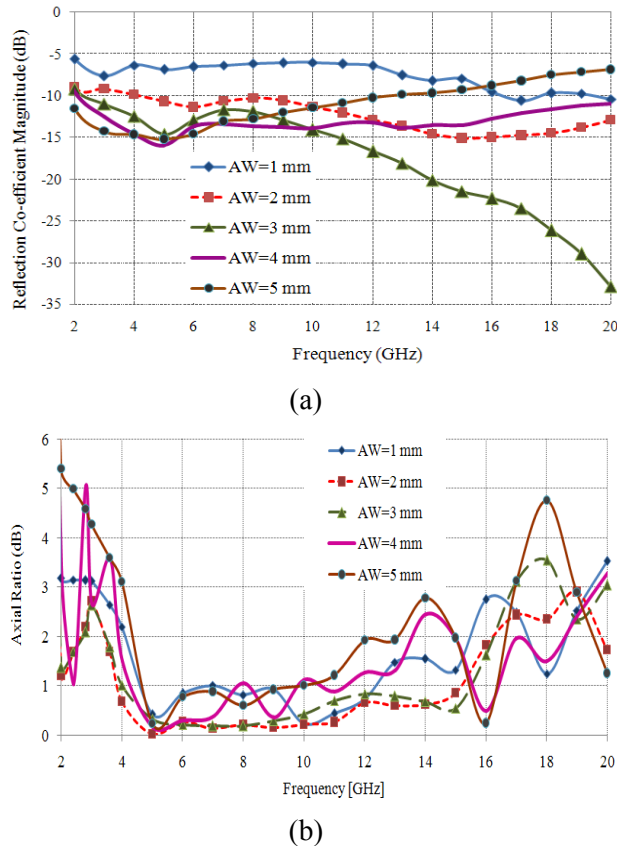 0
-5
-10
-15
-20
-25
-30
-35
Reflection Co-efficient Magnitude (dB)
AW=1 mm
AW=2 mm
AW=3 mm
AW=4 mm
AW=5 mm
2 4 6 8 10 12 14 16 18 20
Frequency (GHz)
(a)
6
5
4
3
2
1
0
Axial Ratio (dB)
AW=1 mm
AW=2 mm
AW=3 mm
AW=4 mm
AW=5 mm
2 4 6 8 10 12 14 16 18 20
Frequency [GHz]
(b)